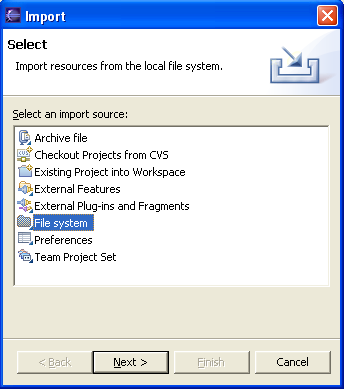 Import
Select
Import resources from the local file system.
Select an import source:
Archive file
CVS
Checkout Projects from CVS
Existing Project into Workspace
External Features
External Plug-ins and Fragments
File system
Preferences
Team Project Set
< Back
Next >
Finish
Cancel